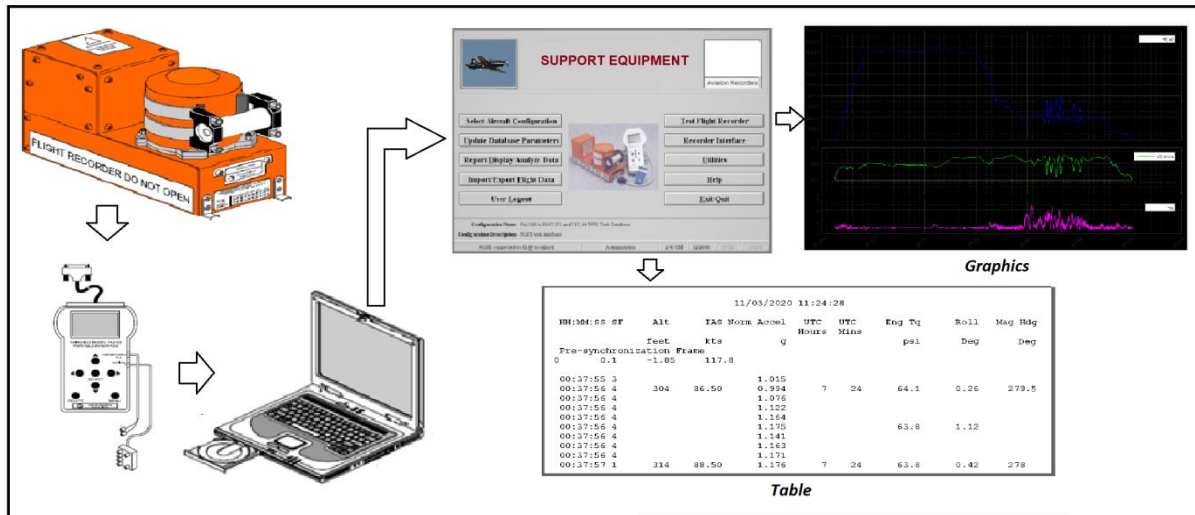 FLIGHT RECORDER DO NOT OPEN
SUPPORT EQUIPMENT
Aviation Recorders
Select Aircraft Configuration
Update Database Parameters
Report/Display/Analyze Data
Import/Export Flight Data
User Logout
Test Flight Recorder
Recorder Interface
Utilities
Help
Exit/Quit
Configuration Name:
Configuration Description:
Graphics
11/03/2020 11:24:28
HH:MM:SS SF Alt IAS Norm Accel UTC UTC Eng Tq Roll Mag Hdg
Hours Mins
feet kts g psi Deg Deg
Pre-synchronization Frame
0 0.1 -1.85 117.8
00:37:55 3 1.015
00:37:56 4 304 86.50 0.994 7 24 64.1 0.26 279.5
00:37:56 4 1.076
00:37:56 4 1.122
00:37:56 4 1.164
00:37:56 4 1.175 63.8 1.12
00:37:56 4 1.141
00:37:56 4 1.163
00:37:56 4 1.171
00:37:57 1 314 88.50 1.176 7 24 63.8 0.42 278
Table